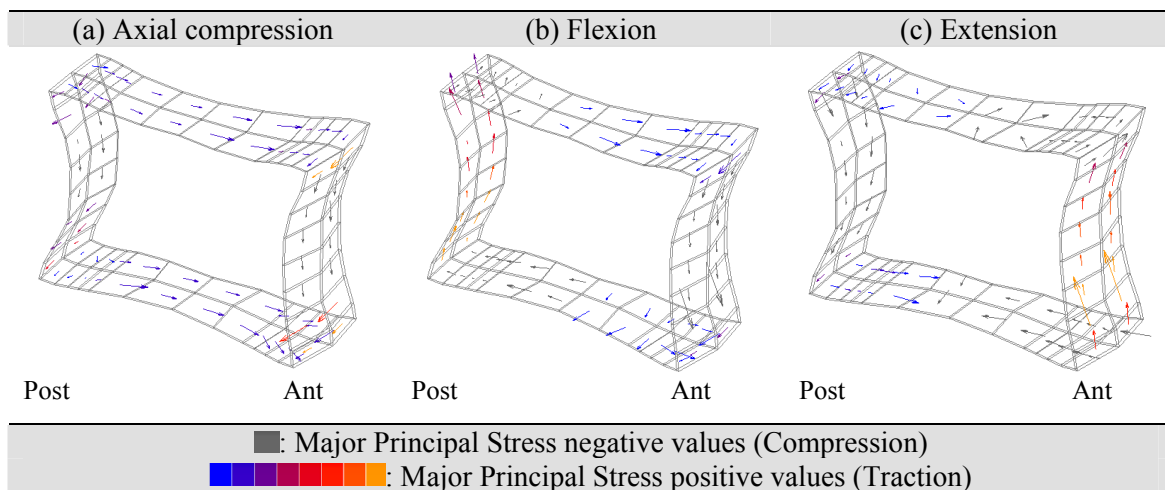 (a) Axial compression (b) Flexion (c) Extension
Post Ant Post Ant Post Ant
: Major Principal Stress negative values (Compression)
: Major Principal Stress positive values (Traction)